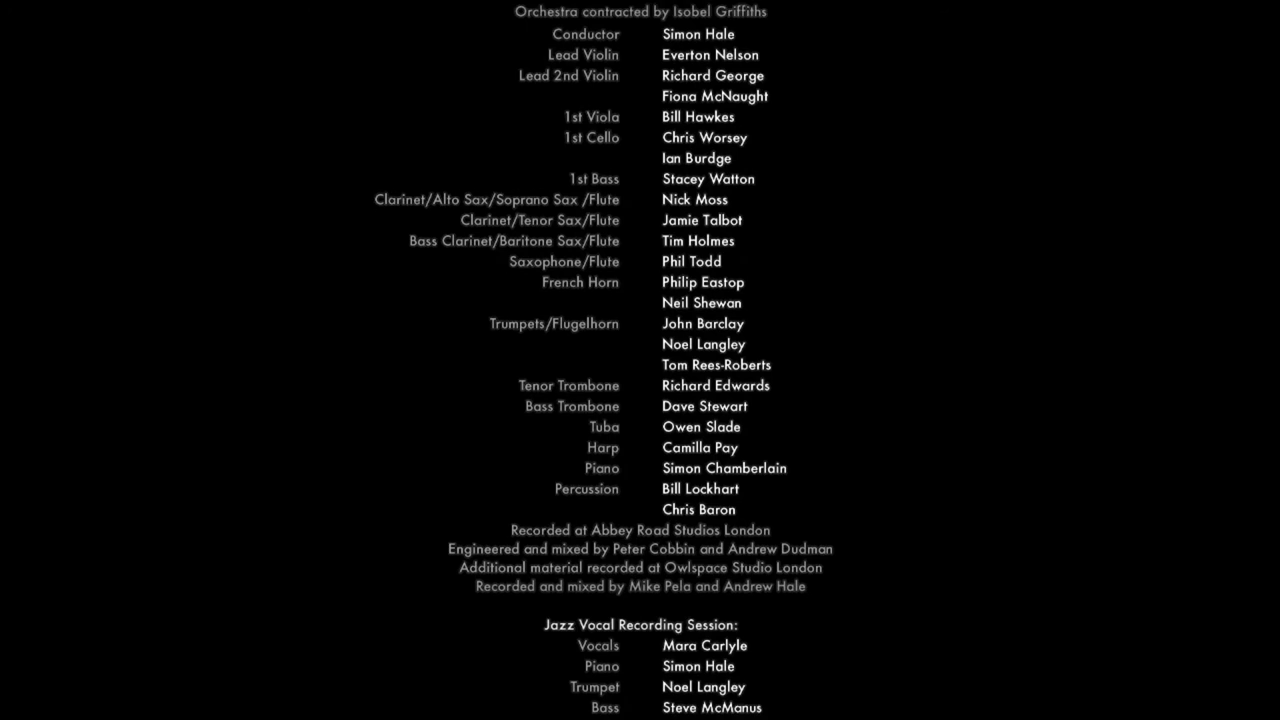 Orchestra contracted by Isobel Griffiths
Conductor Simon Hale
Lead Violin Everton Nelson
Lead 2nd Violin Richard George
Fiona McNaught
1st Viola Bill Hawkes
1st Cello Chris Worsey
Ian Burdge
1st Bass Stacey Watton
Clarinet/Alto Sax/Soprano Sax /Flute Nick Moss
Clarinet/Tenor Sax/Flute Jamie Talbot
Bass Clarinet/Baritone Sax/Flute Tim Holmes
Saxophone/Flute Phil Todd
French Horn Philip Eastop
Neil Shewan
Trumpets/Flugelhorn John Barclay
Noel Langley
Tom Rees-Roberts
Tenor Trombone Richard Edwards
Bass Trombone Dave Stewart
Tuba Owen Slade
Harp Camilla Pay
Piano Simon Chamberlain
Percussion Bill Lockhart
Chris Baron
Recorded at Abbey Road Studios London
Engineered and mixed by Peter Cobbin and Andrew Dudman
Additional material recorded at Owlspace Studio London
Recorded and mixed by Mike Pela and Andrew Hale
Jazz Vocal Recording Session:
Vocals Mara Carlyle
Piano Simon Hale
Trumpet Noel Langley
Bass Steve McManus